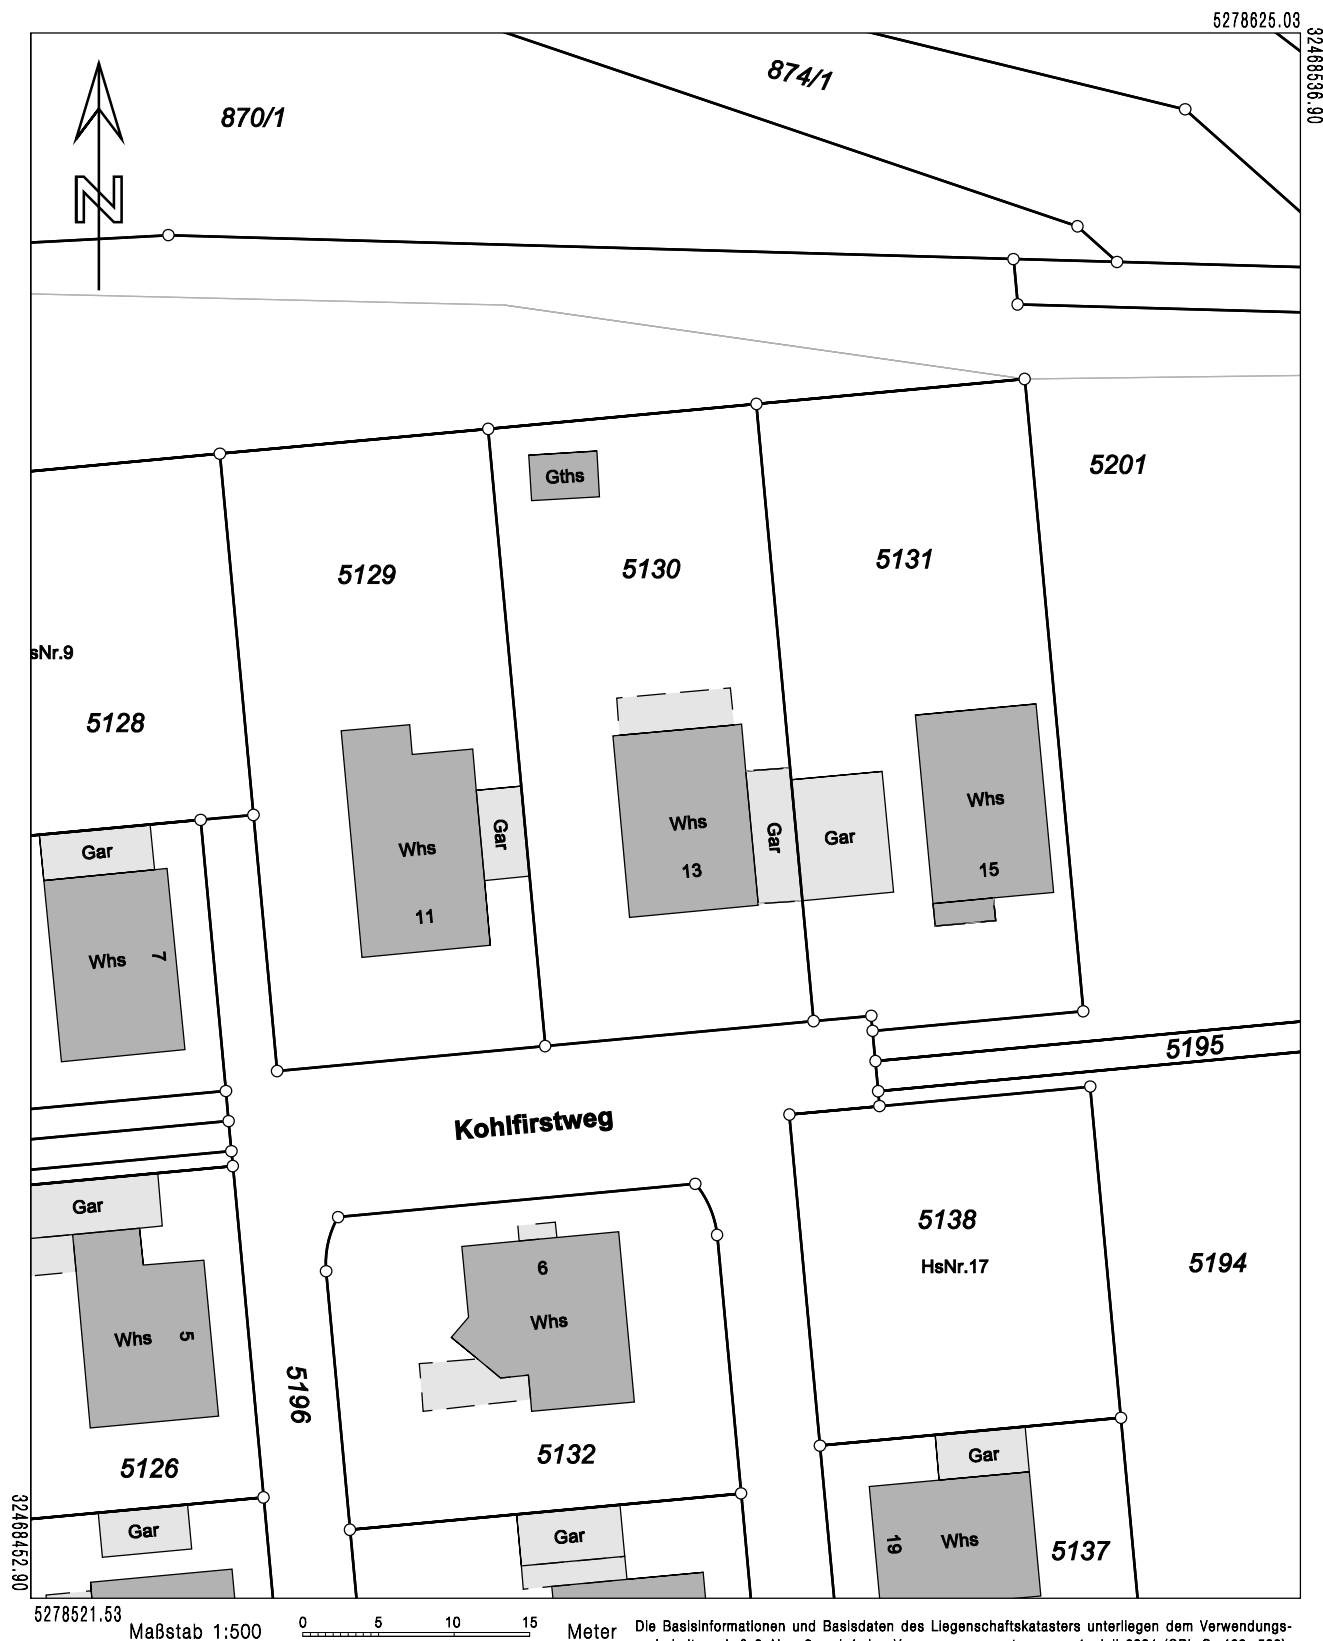 5278625.03
32468536.90
874/1
870/1
N
5201
Gths
5129
5130
5131
sNr.9
5128
Whs
Gar
Whs
Gar
Gar
Whs
Gar
13
15
11
Whs
7
5195
Kohlfirstweg
Gar
5138
HsNr.17
5194
6
Whs
Whs
5
5196
5132
5126
Gar
Gar
Gar
Whs
19
5137
32468452.90
5278521.53
Maßstab 1:500
0 5 10 15
Meter
Die Basisinformationen und Basisdaten des Liegenschaftskatasters unterliegen dem Verwendungs-